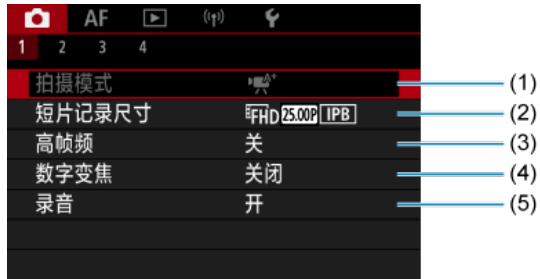 AF
1 2 3 4
拍摄模式 A+ (1)
短片记录尺寸 EFHD 25.00P IPB (2)
高帧频 关 (3)
数字变焦 关闭 (4)
录音 开 (5)